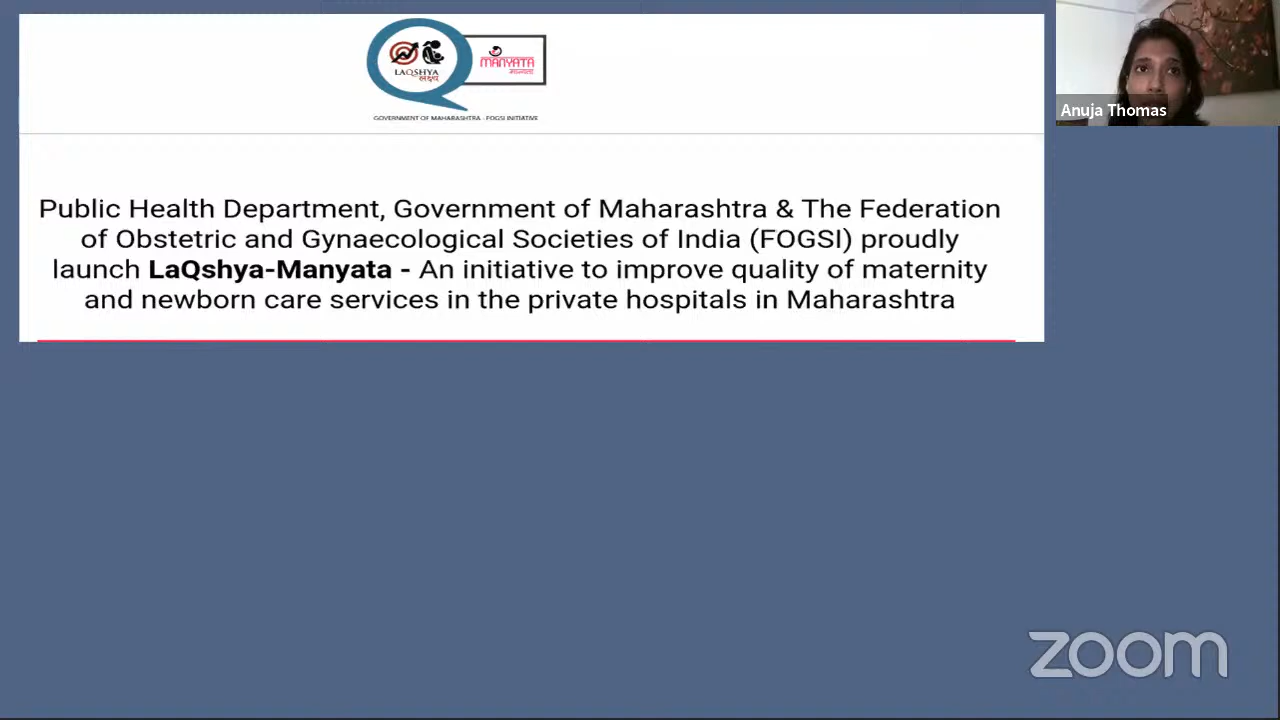 LAQSHYA
लक्ष्य
MANYATA
मान्यता
GOVERNMENT OF MAHARASHTRA - FOGSI INITIATIVE
Anuja Thomas
Public Health Department, Government of Maharashtra & The Federation
of Obstetric and Gynaecological Societies of India (FOGSI) proudly
launch LaQshya-Manyata - An initiative to improve quality of maternity
and newborn care services in the private hospitals in Maharashtra
zoom